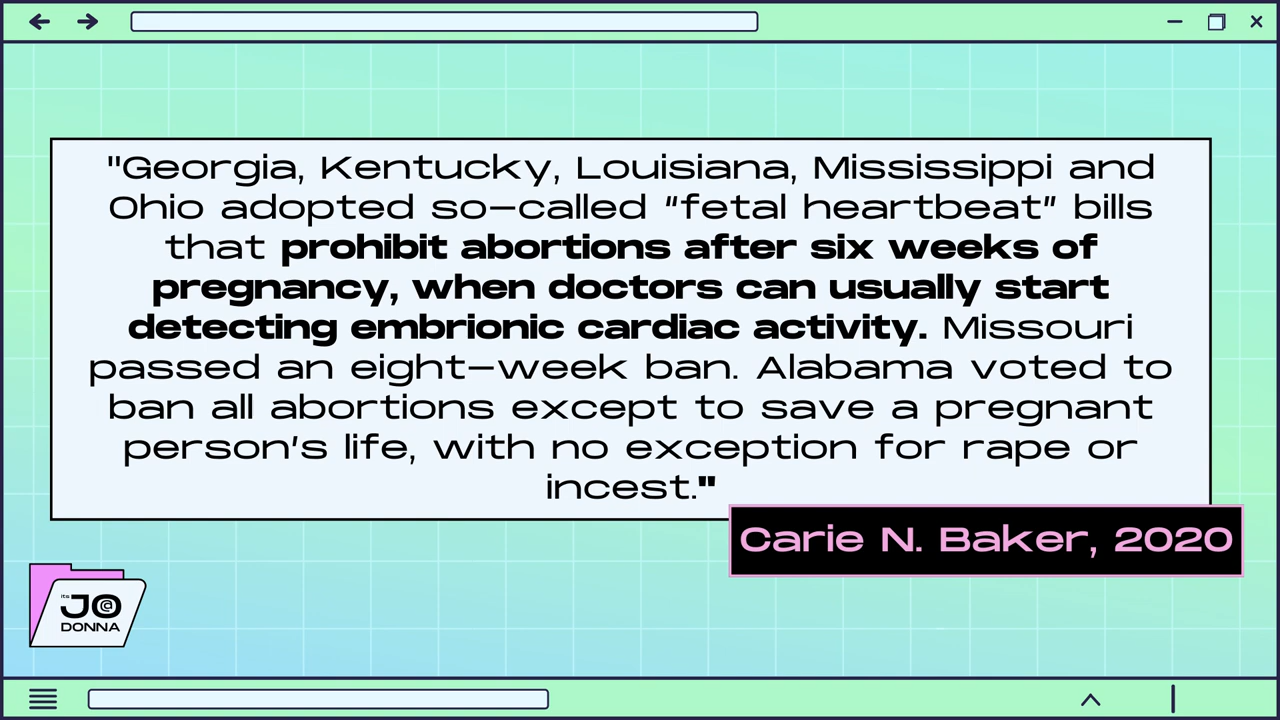 "Georgia, Kentucky, Louisiana, Mississippi and
Ohio adopted so–called “fetal heartbeat” bills
that prohibit abortions after six weeks of
pregnancy, when doctors can usually start
detecting embrionic cardiac activity. Missouri
passed an eight–week ban. Alabama voted to
ban all abortions except to save a pregnant
person’s life, with no exception for rape or
incest."
Carie N. Baker, 2020
its
JO
DONNA